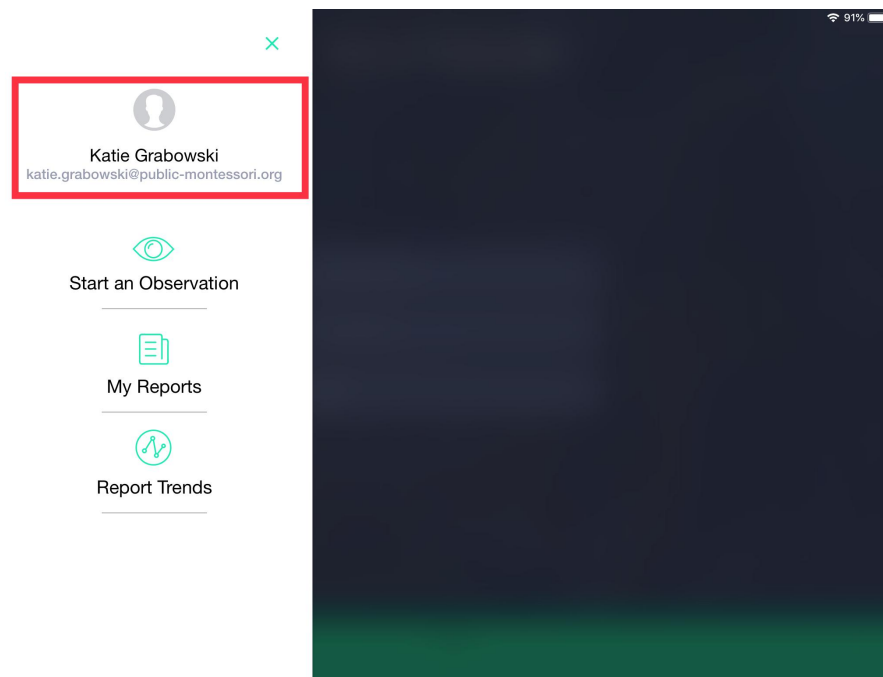 91%
Katie Grabowski
katie.grabowski@public-montessori.org
Start an Observation
My Reports
Report Trends